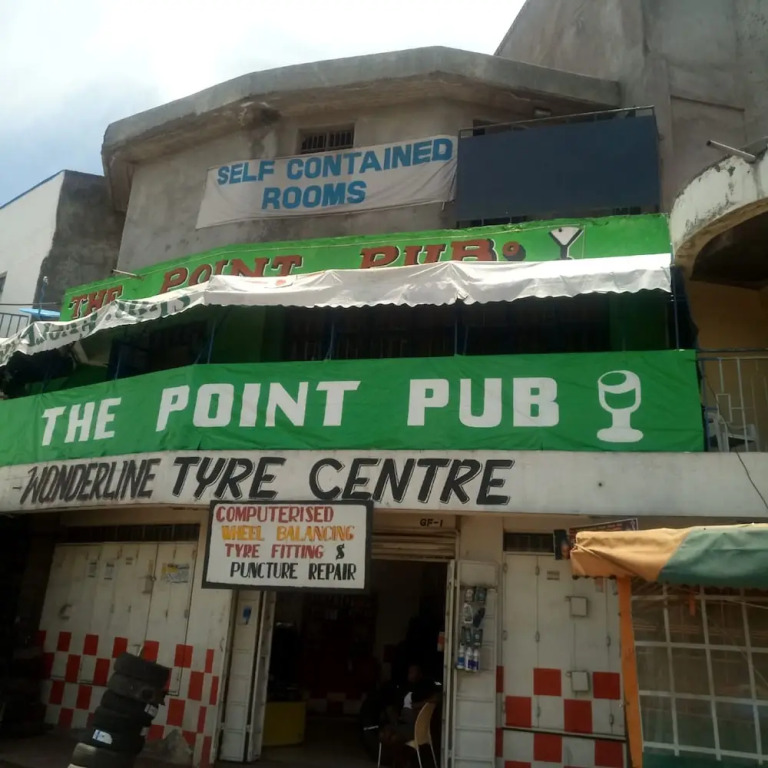 SELF CONTAINED
ROOMS
THE POINT PUB
THE POINT PUB
WONDERLINE TYRE CENTRE
GF-1
COMPUTERISED
WHEEL BALANCING
TYRE FITTING &
PUNCTURE REPAIR